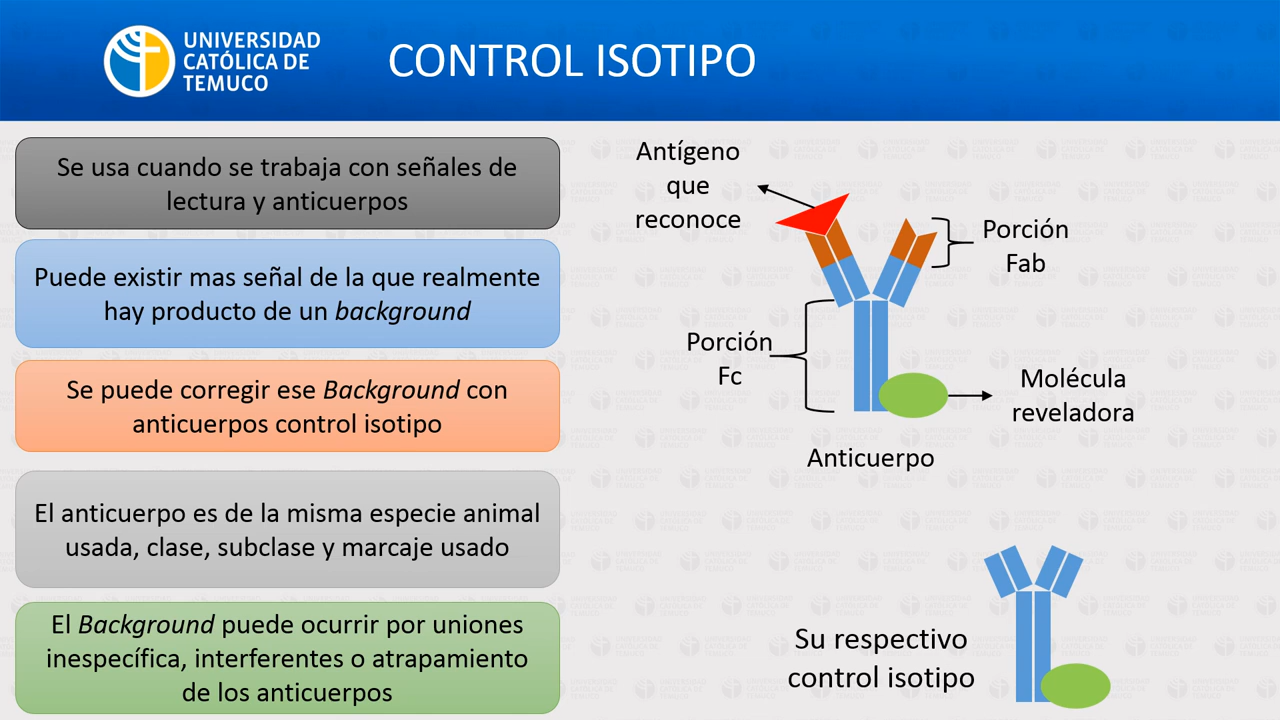 UNIVERSIDAD
CATÓLICA DE
TEMUCO
CONTROL ISOTIPO
Se usa cuando se trabaja con señales de
lectura y anticuerpos
Puede existir mas señal de la que realmente
hay producto de un background
Se puede corregir ese Background con
anticuerpos control isotipo
El anticuerpo es de la misma especie animal
usada, clase, subclase y marcaje usado
El Background puede ocurrir por uniones
inespecífica, interferentes o atrapamiento
de los anticuerpos
Antígeno
que
reconoce
Porción
Fab
Porción
Fc
Molécula
reveladora
Anticuerpo
Su respectivo
control isotipo